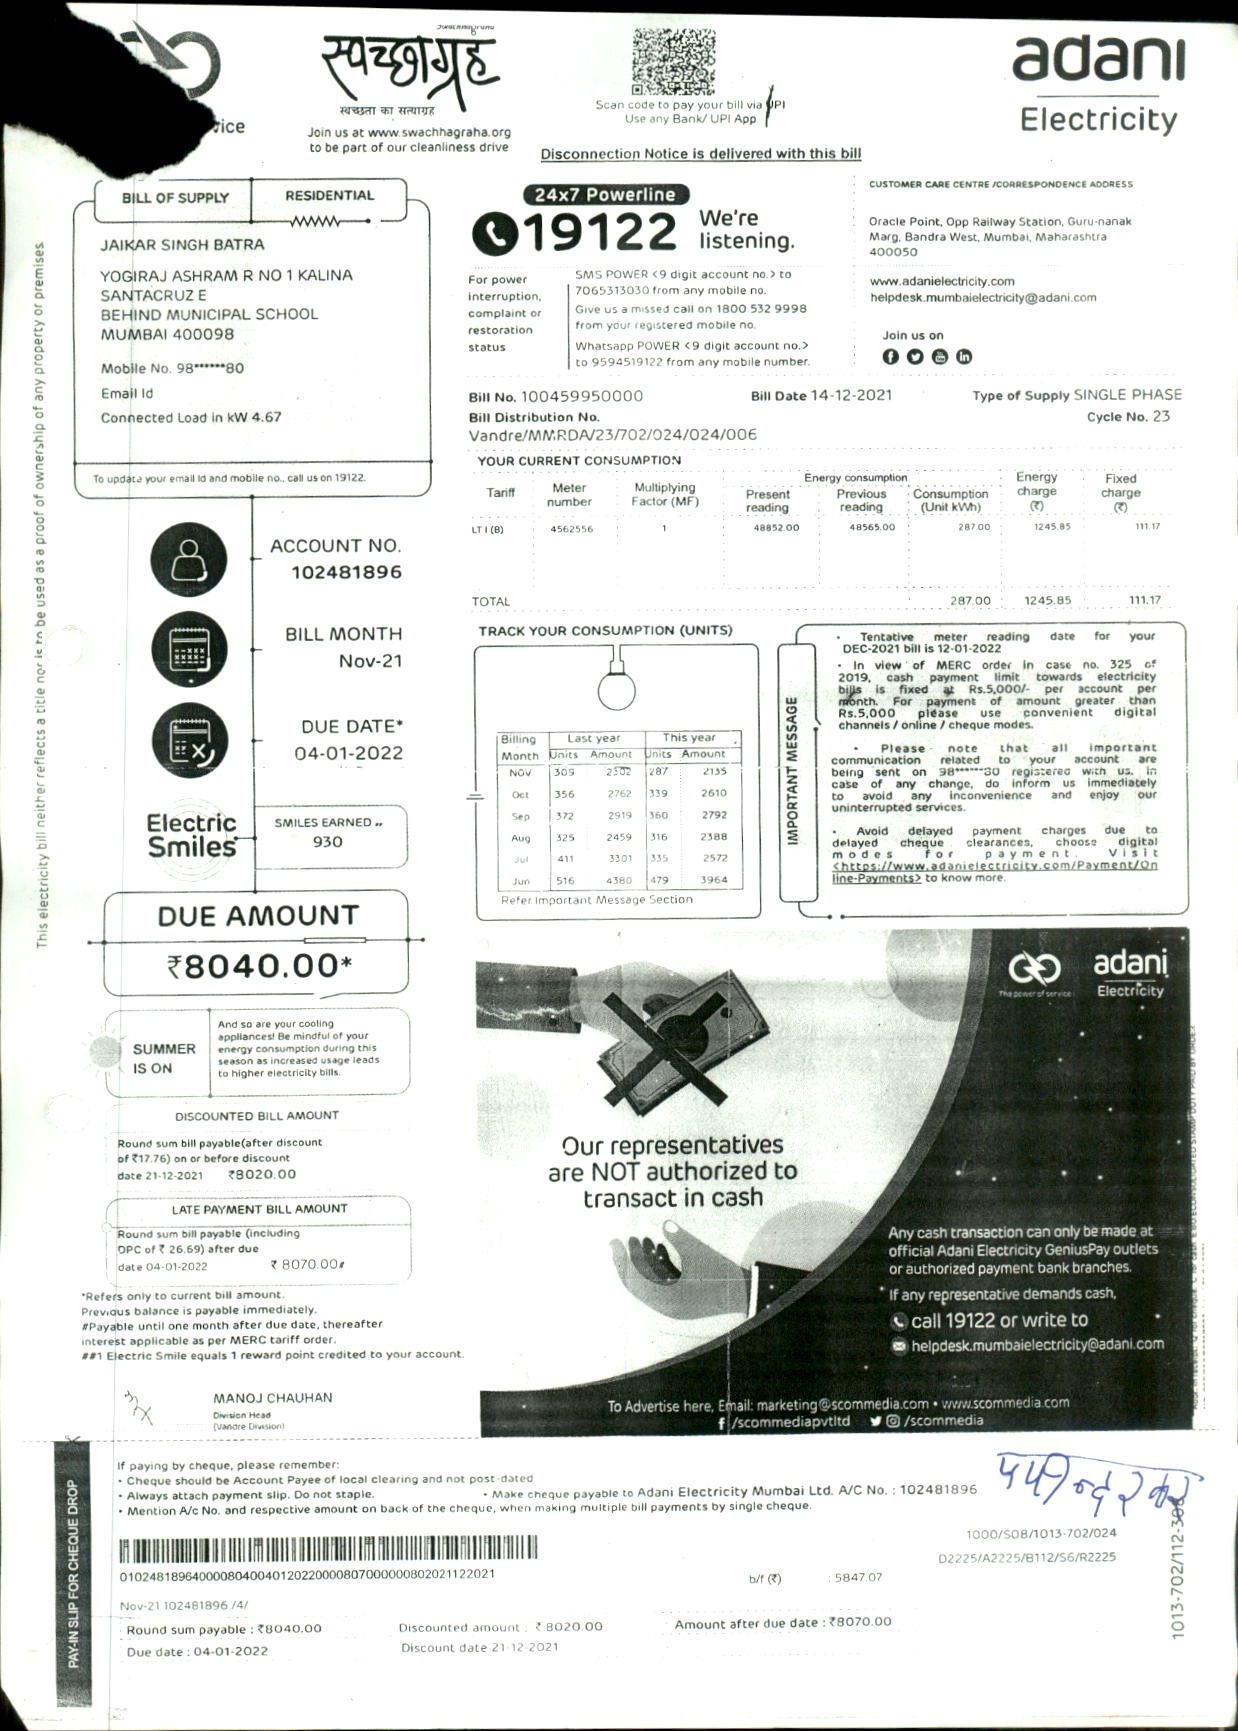 vice
स्वच्छाग्रह
स्वच्छता का सत्याग्रह
Join us at www.swachhagraha.org
to be part of our cleanliness drive
Scan code to pay your bill via UPI
Use any Bank/ UPI App
adani
Electricity
Disconnection Notice is delivered with this bill
BILL OF SUPPLY RESIDENTIAL
JAIKAR SINGH BATRA
YOGIRAJ ASHRAM R NO 1 KALINA
SANTACRUZ E
BEHIND MUNICIPAL SCHOOL
MUMBAI 400098
Mobile No. 98******80
Email Id
Connected Load in kW 4.67
To update your email Id and mobile no., call us on 19122.
24x7 Powerline
19122 We're listening.
For power interruption, complaint or restoration status
SMS POWER <9 digit account no.> to
7065313030 from any mobile no.
Give us a missed call on 1800 532 9998
from your registered mobile no.
Whatsapp POWER <9 digit account no.>
to 9594519122 from any mobile number.
CUSTOMER CARE CENTRE /CORRESPONDENCE ADDRESS
Oracle Point, Opp Railway Station, Guru-nanak
Marg, Bandra West, Mumbai, Maharashtra
400050
www.adanielectricity.com
helpdesk.mumbaielectricity@adani.com
Join us on
Bill No. 100459950000 Bill Date 14-12-2021 Type of Supply SINGLE PHASE
Bill Distribution No. Cycle No. 23
Vandre/MMRDA/23/702/024/024/006
YOUR CURRENT CONSUMPTION
Tariff Meter number Multiplying Factor (MF) Energy consumption Present reading Previous reading Consumption (Unit kWh) Energy charge (₹) Fixed charge (₹)
LT I (B) 4562556 1 48852.00 48565.00 287.00 1245.85 111.17
TOTAL 287.00 1245.85 111.17
ACCOUNT NO.
102481896
BILL MONTH
Nov-21
DUE DATE*
04-01-2022
Electric
Smiles
SMILES EARNED
930
DUE AMOUNT
₹8040.00*
SUMMER
IS ON
And so are your cooling
appliances! Be mindful of your
energy consumption during this
season as increased usage leads
to higher electricity bills.
DISCOUNTED BILL AMOUNT
Round sum bill payable(after discount
of ₹17.76) on or before discount
date 21-12-2021 ₹8020.00
LATE PAYMENT BILL AMOUNT
Round sum bill payable (including
DPC of ₹ 26.69) after due
date 04-01-2022 ₹ 8070.00#
*Refers only to current bill amount.
Previous balance is payable immediately.
#Payable until one month after due date, thereafter
interest applicable as per MERC tariff order.
##1 Electric Smile equals 1 reward point credited to your account.
MANOJ CHAUHAN
Division Head
(Vandre Division)
TRACK YOUR CONSUMPTION (UNITS)
Billing Last year This year
Month Units Amount Units Amount
NOV 309 2502 287 2135
Oct 356 2762 339 2610
Sep 372 2919 360 2792
Aug 325 2459 316 2388
Jul 411 3301 335 2572
Jun 516 4380 479 3964
Refer Important Message Section
IMPORTANT MESSAGE
• Tentative meter reading date for your
DEC-2021 bill is 12-01-2022
• In view of MERC order in case no. 325 of
2019, cash payment limit towards electricity
bills is fixed at Rs.5,000/- per account per
month. For payment of amount greater than
Rs.5,000 please use convenient digital
channels / online / cheque modes.
• Please note that all important
communication related to your account are
being sent on 98******80 registered with us. In
case of any change, do inform us immediately
to avoid any inconvenience and enjoy our
uninterrupted services.
• Avoid delayed payment charges due to
delayed cheque clearances, choose digital
modes for payment. Visit
<https://www.adanielectricity.com/Payment/On
line-Payments> to know more.
adani
Electricity
The power of service
Our representatives
are NOT authorized to
transact in cash
Any cash transaction can only be made at
official Adani Electricity GeniusPay outlets
or authorized payment bank branches.
If any representative demands cash,
call 19122 or write to
helpdesk.mumbaielectricity@adani.com
To Advertise here, Email: marketing@scommedia.com • www.scommedia.com
/scommediapvtltd /scommedia
This electricity bill neither reflects a title nor is to be used as a proof of ownership of any property or premises
PAY-IN SLIP FOR CHEQUE DROP
If paying by cheque, please remember:
• Cheque should be Account Payee of local clearing and not post-dated
• Always attach payment slip. Do not staple. • Make cheque payable to Adani Electricity Mumbai Ltd. A/C No. : 102481896
• Mention A/c No. and respective amount on back of the cheque, when making multiple bill payments by single cheque.
1000/S08/1013-702/024
D2225/A2225/B112/S6/R2225
b/f (₹) : 5847.07
Nov-21 102481896 /4/
Round sum payable : ₹8040.00 Discounted amount : ₹ 8020.00 Amount after due date : ₹8070.00
Due date : 04-01-2022 Discount date 21-12-2021